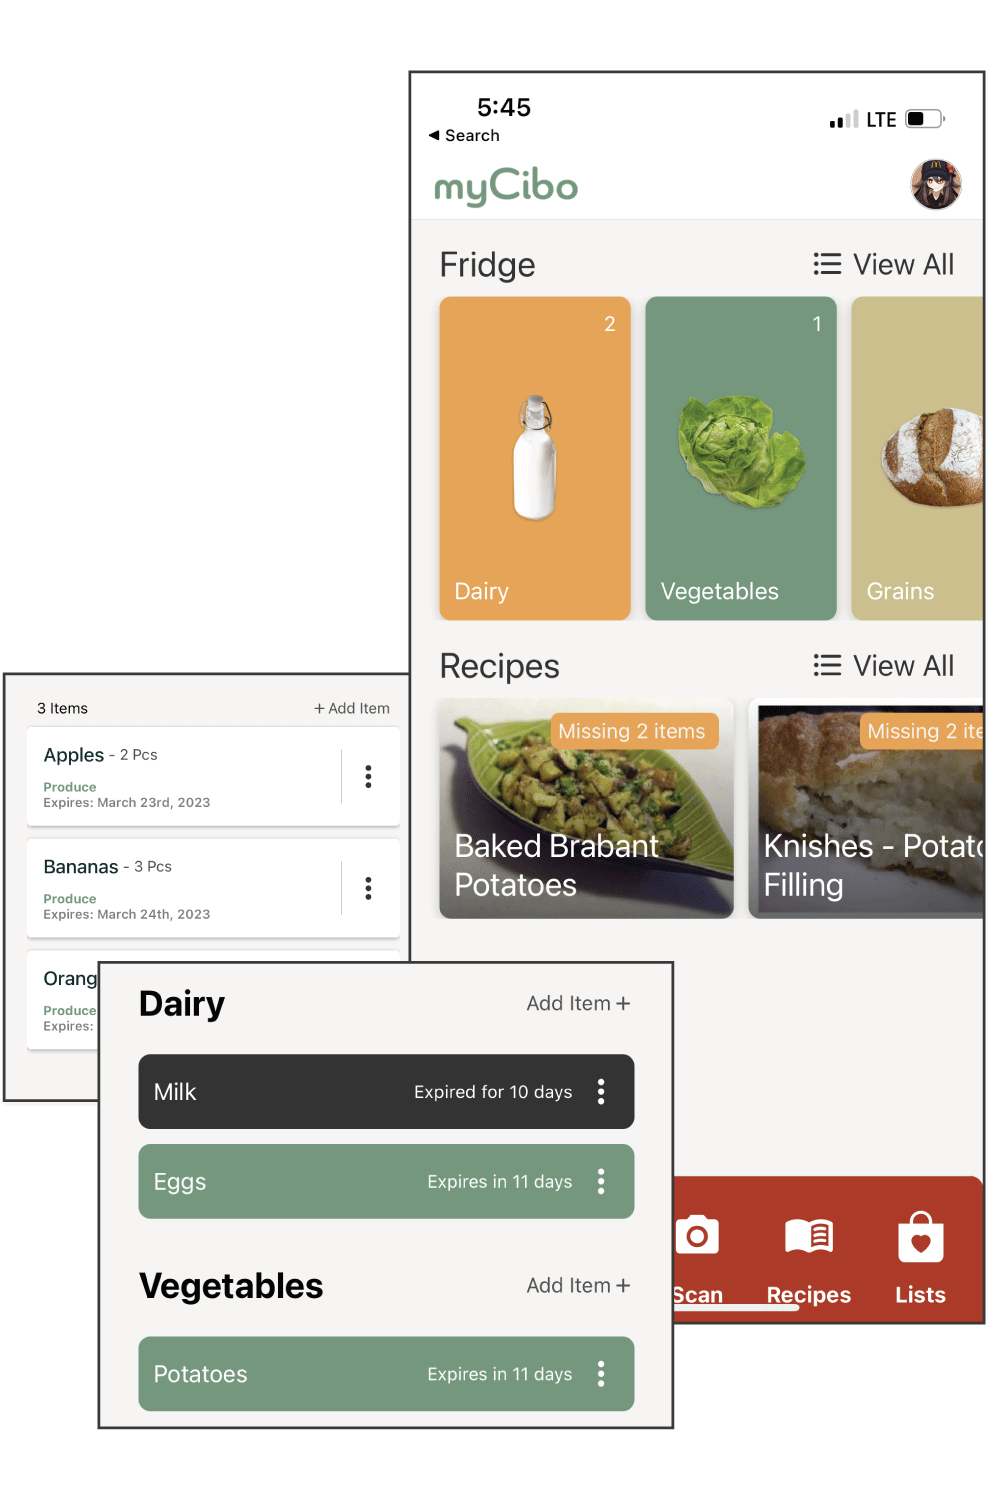 5:45
LTE
Search
myCibo
Fridge
View All
2
1
Dairy
Vegetables
Grains
Recipes
View All
Missing 2 items
Baked Brabant
Potatoes
Missing 2
Knishes -
Filling
3 Items
+ Add Item
Apples - 2 Pcs
Produce
Expires: March 23rd, 2023
Bananas - 3 Pcs
Produce
Expires: March 24th, 2023
Orang
Produce
Expires:
Dairy
Add Item +
Milk
Expired for 10 days
Eggs
Expires in 11 days
Vegetables
Add Item +
Potatoes
Expires in 11 days
Scan
Recipes
Lists